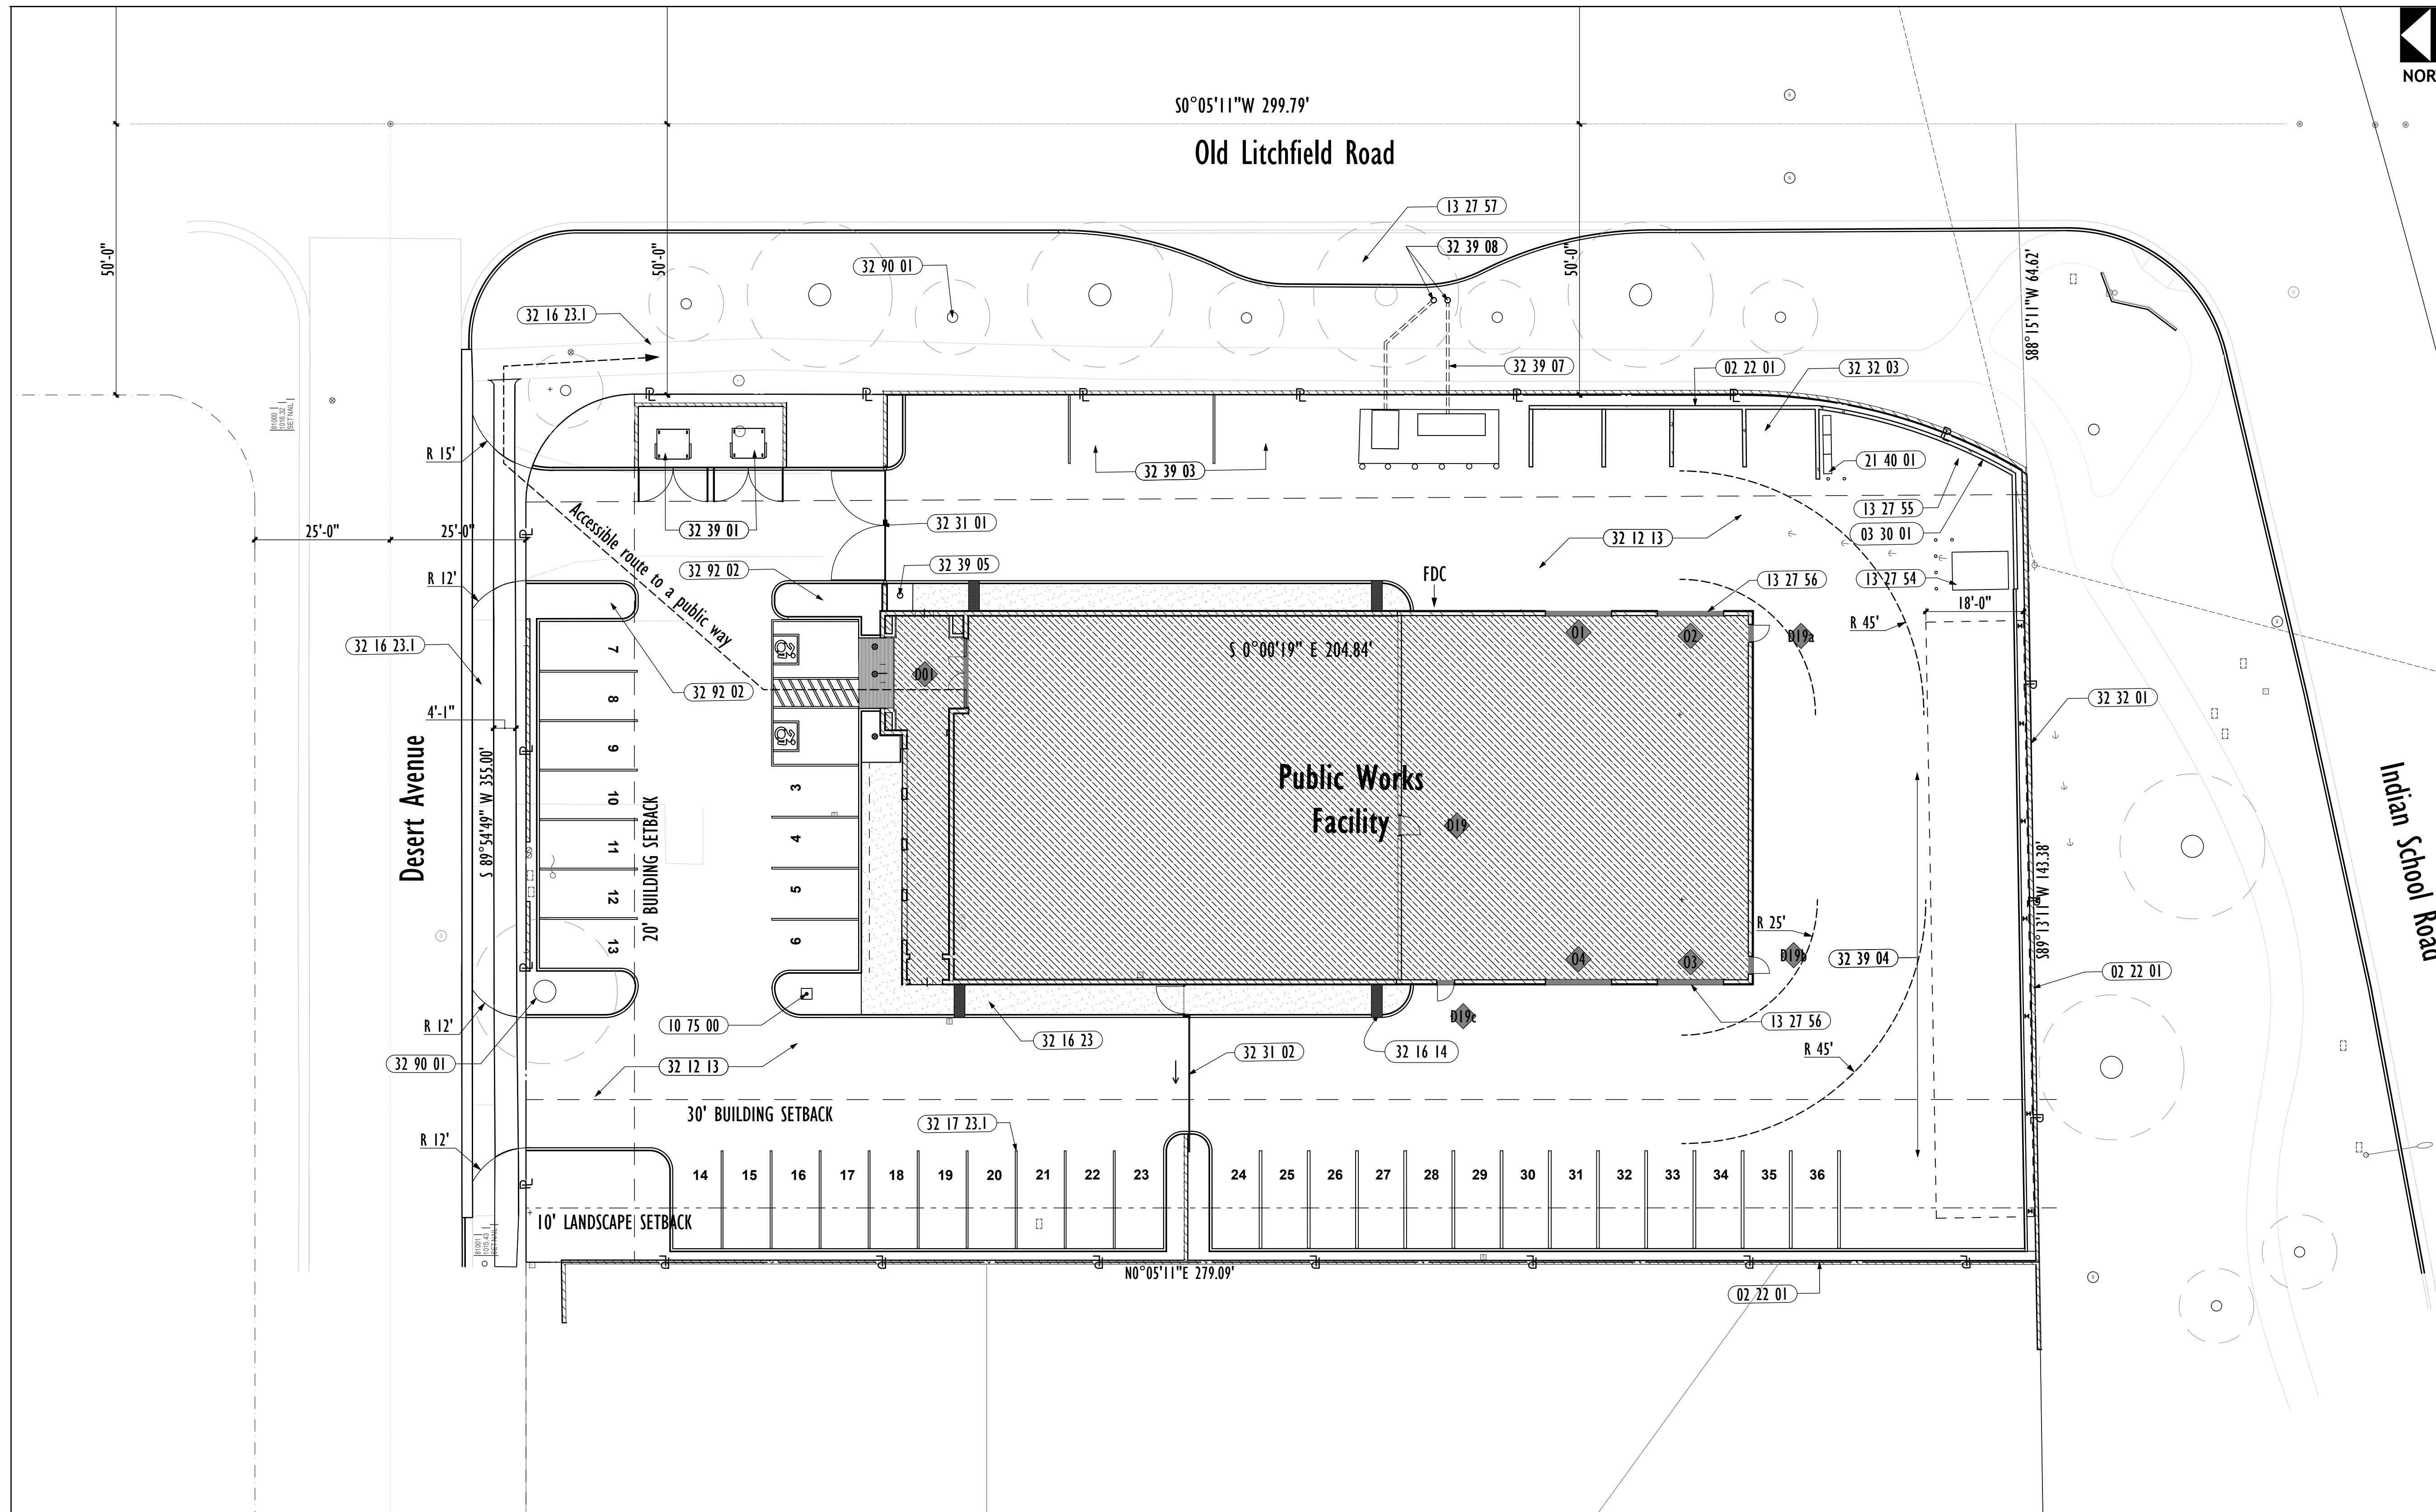 NOR
S0°05'11"W 299.79'
Old Litchfield Road
13 27 57
32 39 08
50'-0"
50'-0"
50'-0"
32 90 01
S88°15'11"W 64.62'
32 16 23.1
32 39 07
02 22 01
32 32 03
81000
1016.32
SET NAIL
R 15'
32 39 03
21 40 01
13 27 55
03 30 01
25'-0"
25'-0"
32 39 01
32 31 01
32 12 13
Accessible route to a public way
32 92 02
32 39 05
FDC
13 27 56
13 27 54
R 12'
18'-0"
R 45'
01
02
D19a
32 16 23.1
S 0°00'19" E 204.84'
D01
7
8
9
10
11
12
13
32 92 02
32 32 01
4'-1"
Desert Avenue
S 89°54'49" W 355.00'
20' BUILDING SETBACK
3
4
5
6
Public Works
Facility
D19
Indian School Road
S89°13'11"W 143.38'
R 25'
04
03
D19b
32 39 04
02 22 01
R 12'
10 75 00
32 16 23
D19c
13 27 56
32 90 01
32 12 13
32 31 02
32 16 14
R 45'
30' BUILDING SETBACK
32 17 23.1
R 12'
14 15 16 17 18 19 20 21 22 23 24 25 26 27 28 29 30 31 32 33 34 35 36
10' LANDSCAPE SETBACK
81001
1015.43
SET NAIL
N0°05'11"E 279.09'
02 22 01